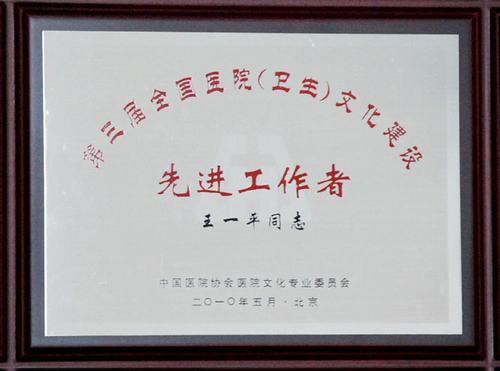 第三届全国医院(卫生)文化建设
先进工作者
王一平同志
中国医院协会医院文化专业委员会
二〇一〇年五月·北京